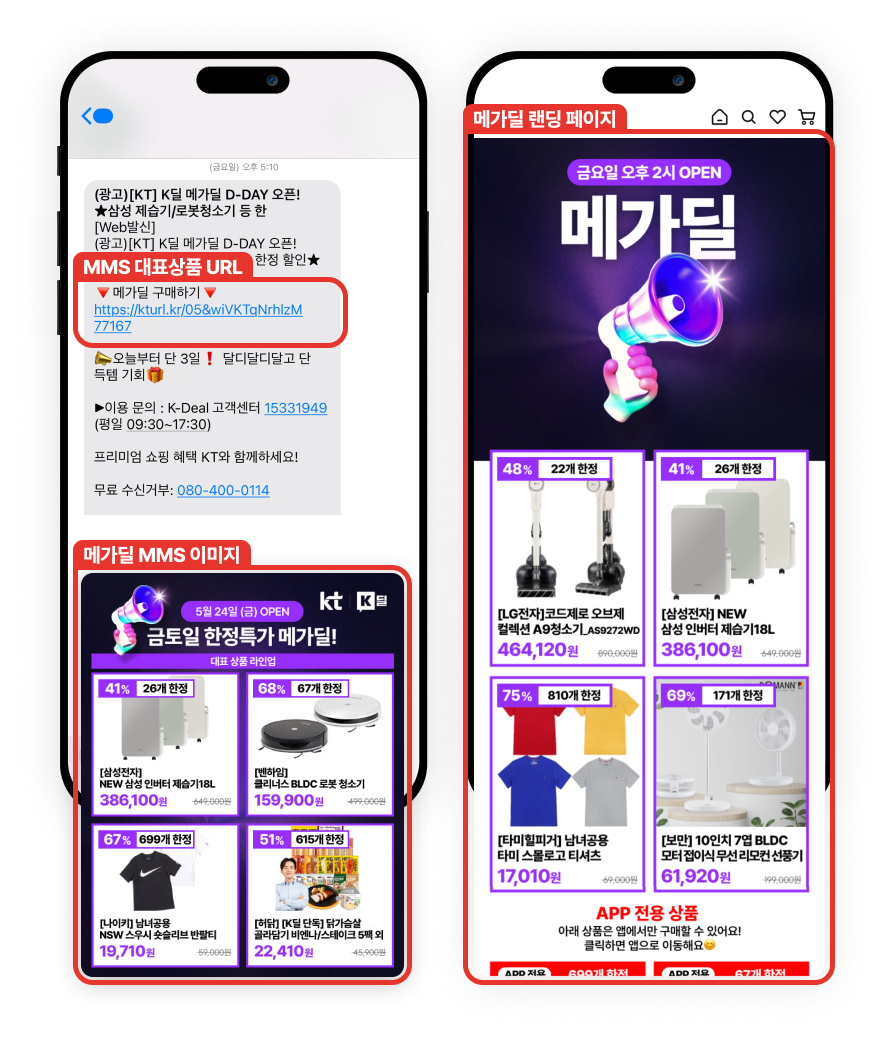 (금요일) 오후 5:10
(광고)[KT] K딜 메가딜 D-DAY 오픈!
★삼성 제습기/로봇청소기 등 한
[Web발신]
(광고)[KT] K딜 메가딜 D-DAY 오픈!
한정 할인★
MMS 대표상품 URL
🔻메가딜 구매하기🔻
https://kturl.kr/05&wiVKTgNrhIzM
77167
📣오늘부터 단 3일❗ 달디달디달고 단
득템 기회🎁
▶이용 문의 : K-Deal 고객센터 15331949
(평일 09:30~17:30)
프리미엄 쇼핑 혜택 KT와 함께하세요!
무료 수신거부: 080-400-0114
메가딜 MMS 이미지
5월 24일 (금) OPEN
kt K딜
금토일 한정특가 메가딜!
대표 상품 라인업
41% 26개 한정
[삼성전자]
NEW 삼성 인버터 제습기18L
386,100원 649,000원
68% 67개 한정
[벤하임]
클리너스 BLDC 로봇 청소기
159,900원 499,000원
67% 699개 한정
[나이키] 남녀공용
NSW 스우시 숏슬리브 반팔티
19,710원 59,000원
51% 615개 한정
[허닭] [K딜 단독] 닭가슴살
골라담기 비엔나/스테이크 5팩 외
22,410원 45,900원
메가딜 랜딩 페이지
금요일 오후 2시 OPEN
메가딜
48% 22개 한정
[LG전자]코드제로 오브제
컬렉션 A9청소기_AS9272WD
464,120원 890,000원
41% 26개 한정
[삼성전자] NEW
삼성 인버터 제습기18L
386,100원 649,000원
75% 810개 한정
[타미힐피거] 남녀공용
타미 스몰로고 티셔츠
17,010원 69,000원
69% 171개 한정
[보만] 10인치 7엽 BLDC
모터 접이식 무선 리모컨 선풍기
61,920원 199,000원
APP 전용 상품
아래 상품은 앱에서만 구매할 수 있어요!
클릭하면 앱으로 이동해요😊
APP 전용 699개 한정
APP 전용 67개 한정